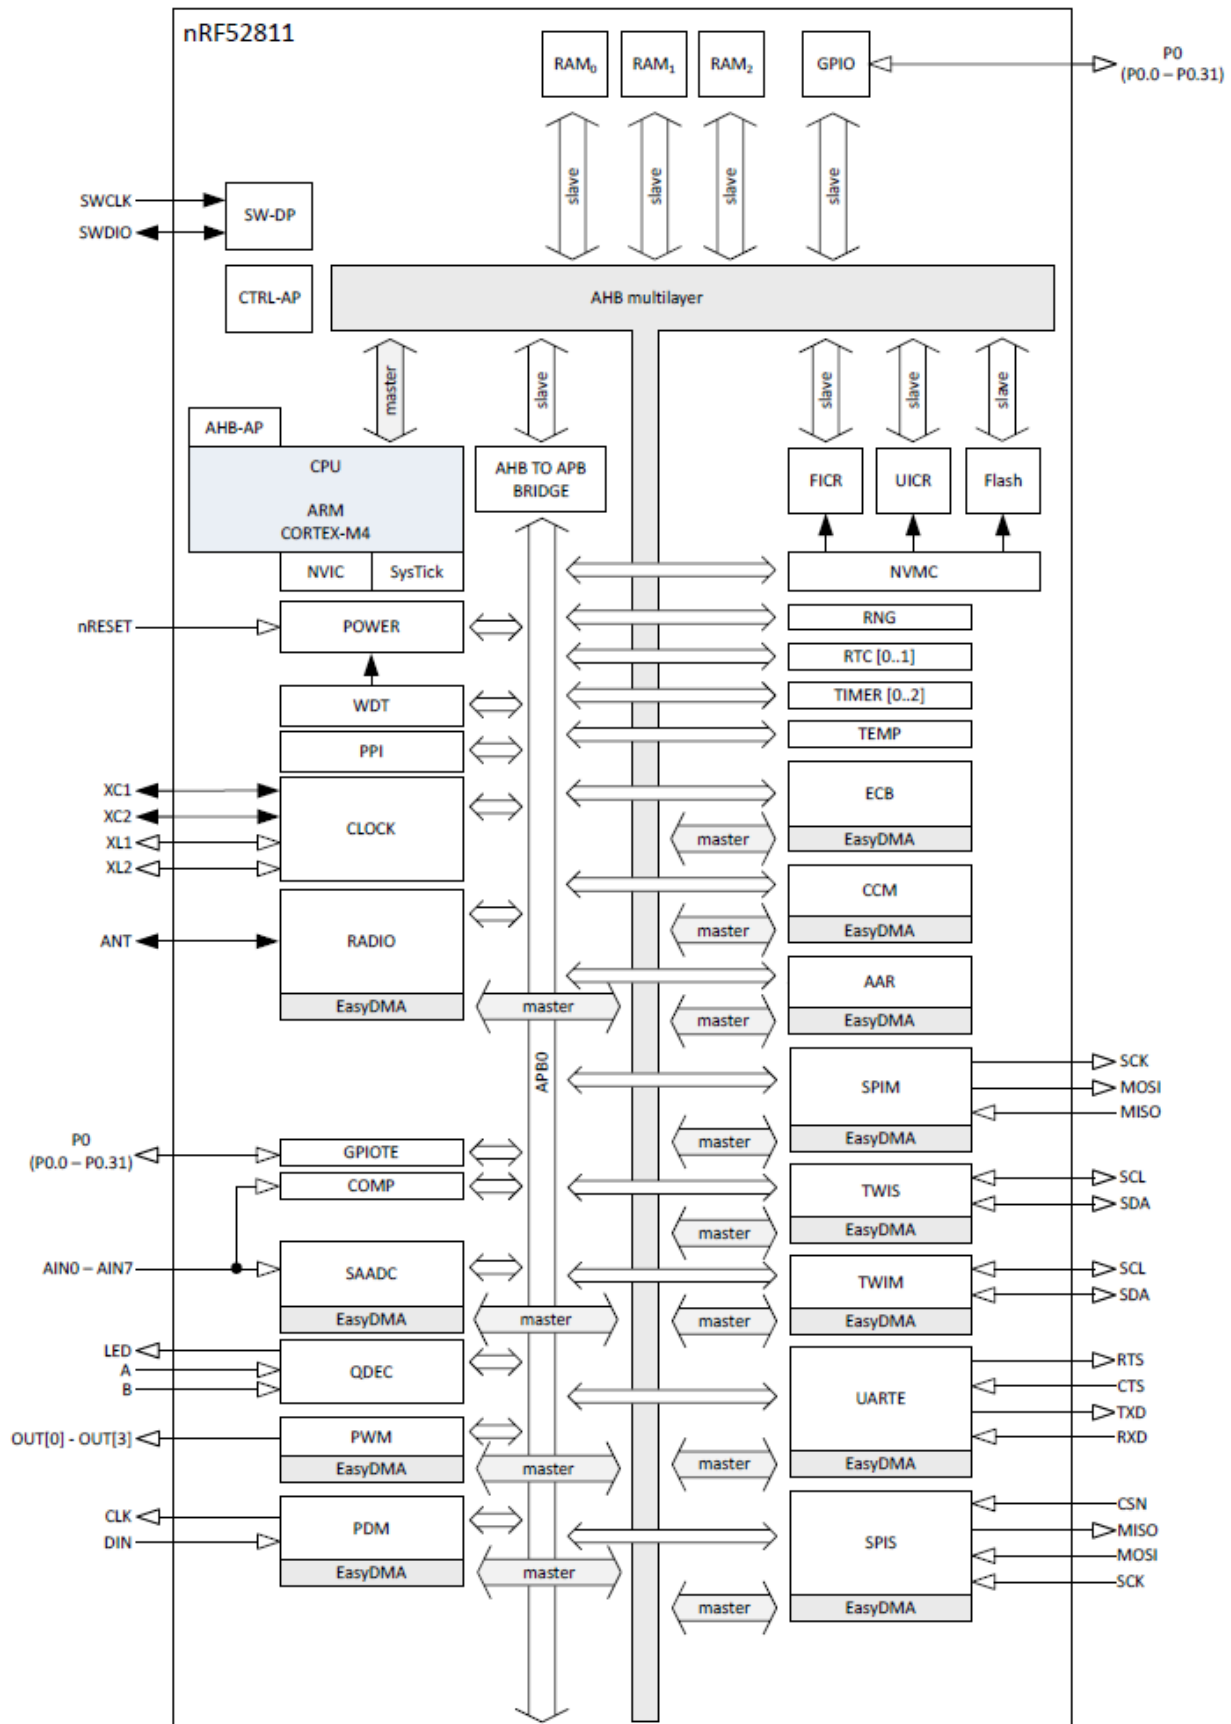 nRF52811
RAM0
RAM1
RAM2
GPIO
P0
(P0.0 – P0.31)
slave
slave
slave
slave
SWCLK
SWDIO
SW-DP
CTRL-AP
AHB multilayer
master
slave
slave
slave
slave
AHB-AP
CPU
ARM
CORTEX-M4
NVIC
SysTick
AHB TO APB
BRIDGE
FICR
UICR
Flash
NVMC
nRESET
POWER
RNG
RTC [0..1]
WDT
TIMER [0..2]
PPI
TEMP
XC1
XC2
XL1
XL2
CLOCK
ECB
master
EasyDMA
CCM
master
EasyDMA
ANT
RADIO
EasyDMA
master
AAR
master
EasyDMA
APB0
SPIM
master
EasyDMA
SCK
MOSI
MISO
P0
(P0.0 – P0.31)
GPIOTE
COMP
TWIS
master
EasyDMA
SCL
SDA
AIN0 – AIN7
SAADC
EasyDMA
master
TWIM
master
EasyDMA
SCL
SDA
LED
A
B
QDEC
UARTE
master
EasyDMA
RTS
CTS
TXD
RXD
OUT[0] - OUT[3]
PWM
EasyDMA
master
CLK
DIN
PDM
EasyDMA
master
SPIS
master
EasyDMA
CSN
MISO
MOSI
SCK